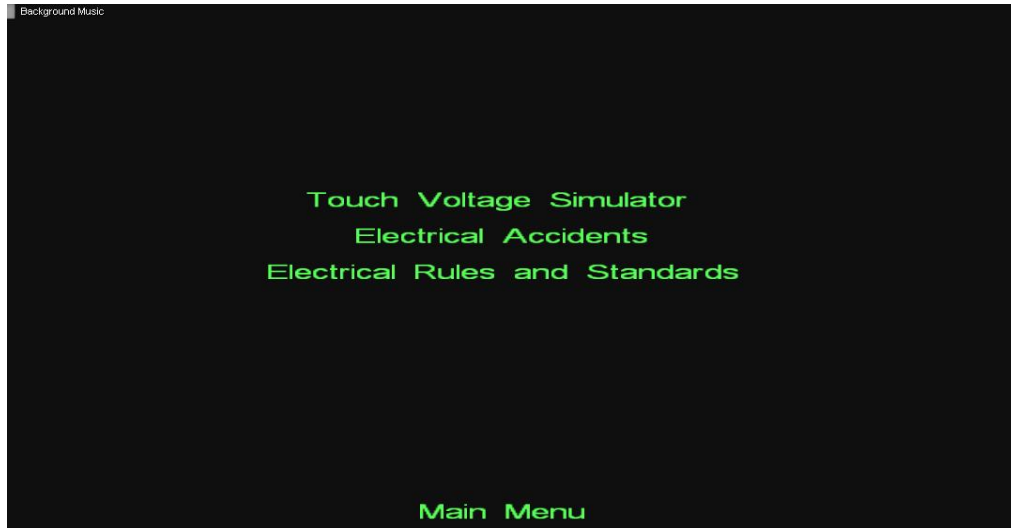 Background Music
Touch Voltage Simulator
Electrical Accidents
Electrical Rules and Standards
Main Menu